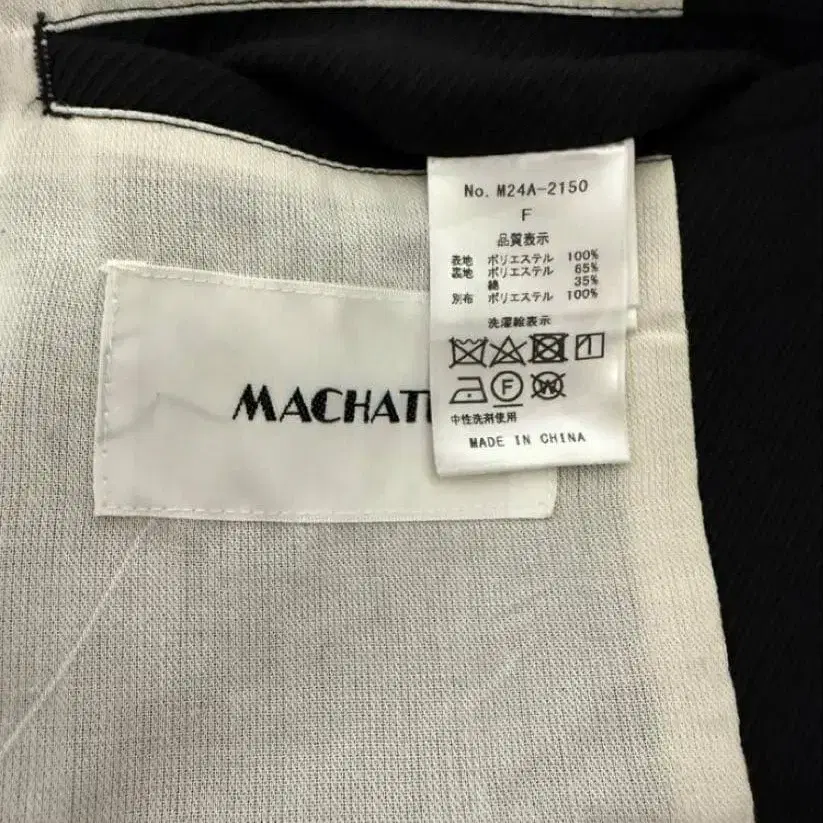 No. M24A-2150
F
品質表示
表地 ポリエステル 100%
裏地 ポリエステル 65%
綿 35%
別布 ポリエステル 100%
洗濯絵表示
F
W
中性洗剤使用
MADE IN CHINA